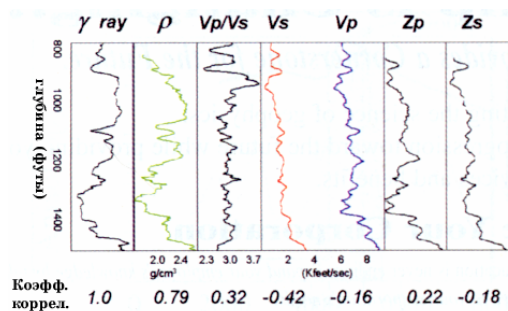 γ ray ρ Vp/Vs Vs Vp Zp Zs
глубина (футы)
800
1000
1200
1400
2.0 2.4 2.3 3.0 3.7 2 4 6 8
g/cm³ (Kfeet/sec)
Коэфф.
коррел. 1.0 0.79 0.32 -0.42 -0.16 0.22 -0.18